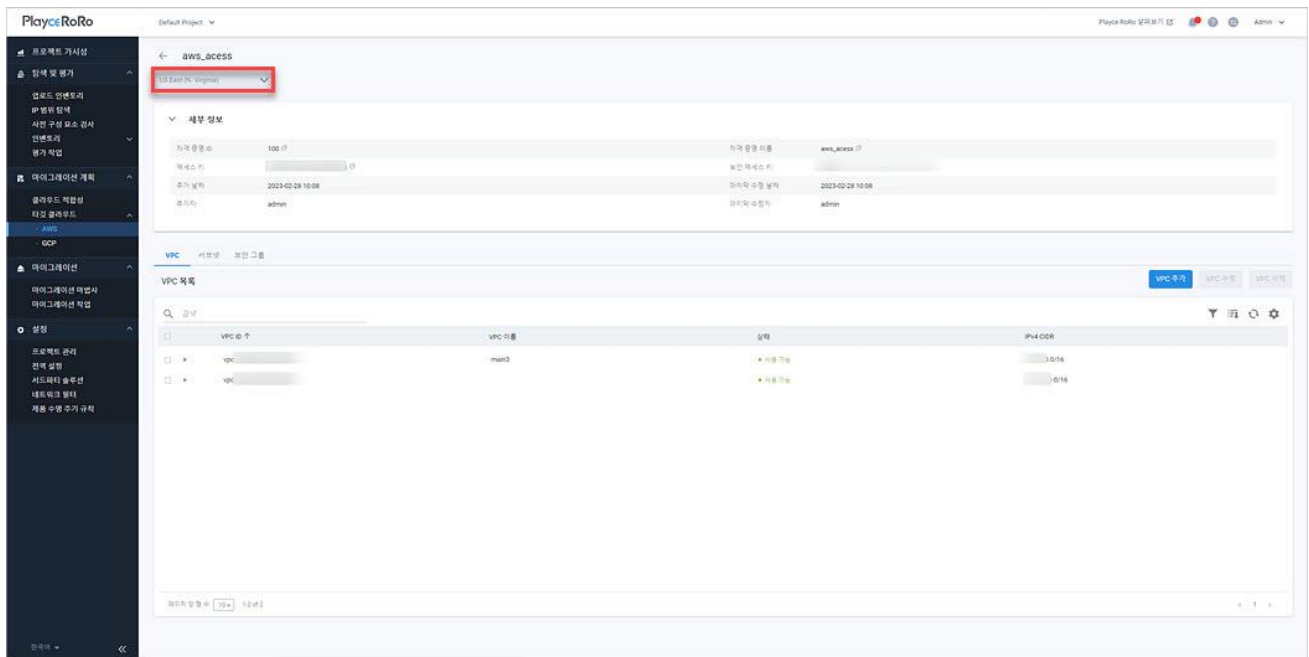 PlayceRoRo
Default Project
Playce RoRo 알아보기
Admin
프로젝트 가시성
탐색 및 평가
업로드 인벤토리
IP 범위 탐색
사전 구성 요소 검사
인벤토리
평가 작업
마이그레이션 계획
클라우드 적합성
타깃 클라우드
- AWS
- GCP
마이그레이션
마이그레이션 마법사
마이그레이션 작업
설정
프로젝트 관리
전역 설정
서드파티 솔루션
네트워크 필터
제품 수명 주기 규칙
한국어
aws_acess
US East (N. Virginia)
세부 정보
자격 증명 ID 100 자격 증명 이름 aws_acess
액세스 키 보안 액세스 키
추가 날짜 2023-02-28 10:08 마지막 수정 날짜 2023-02-28 10:08
추가자 admin 마지막 수정자 admin
VPC 서브넷 보안 그룹
VPC 목록 VPC 추가 VPC 수정 VPC 삭제
검색
VPC ID VPC 이름 상태 IPv4 CIDR
vpc main3 사용 가능 .0/16
vpc 사용 가능 .0/16
페이지 당 행 수 10 1-2 of 2 1